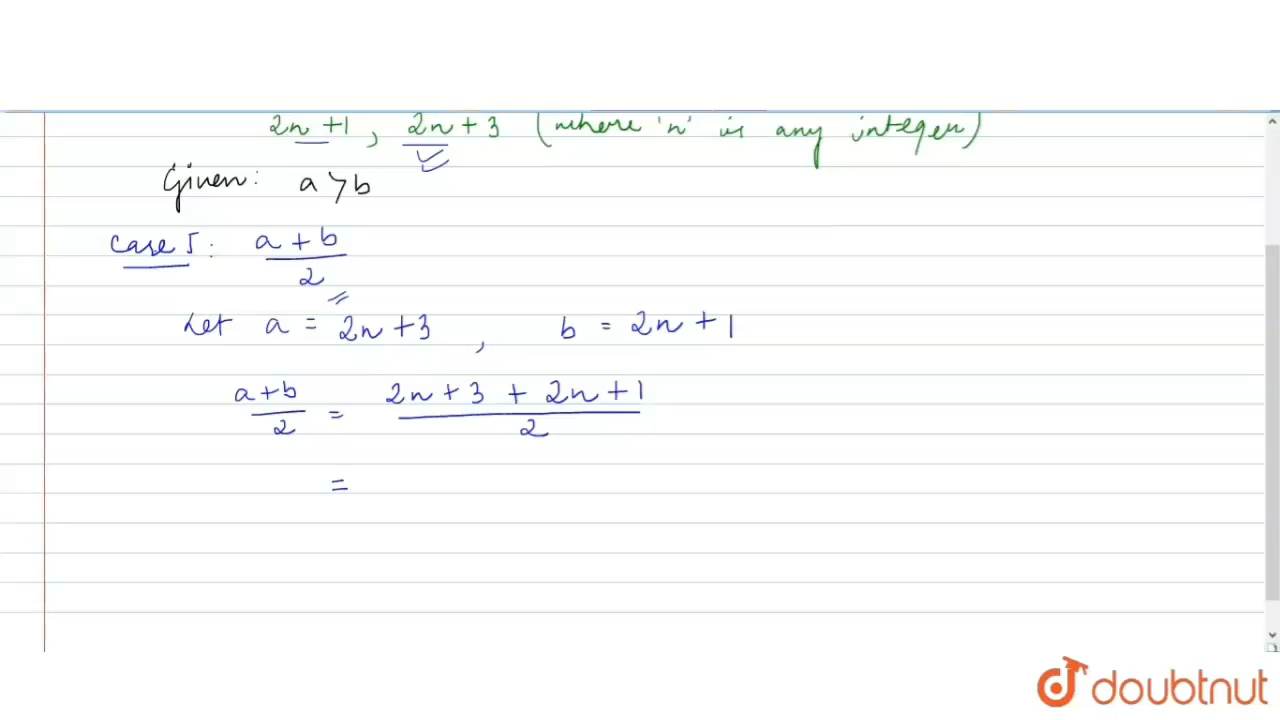 2n+1, 2n+3 (where 'n' is any integer)
Given: a>b
Case I: a+b/2
Let a = 2n+3, b = 2n+1
a+b/2 = 2n+3+2n+1/2
=
doubtnut